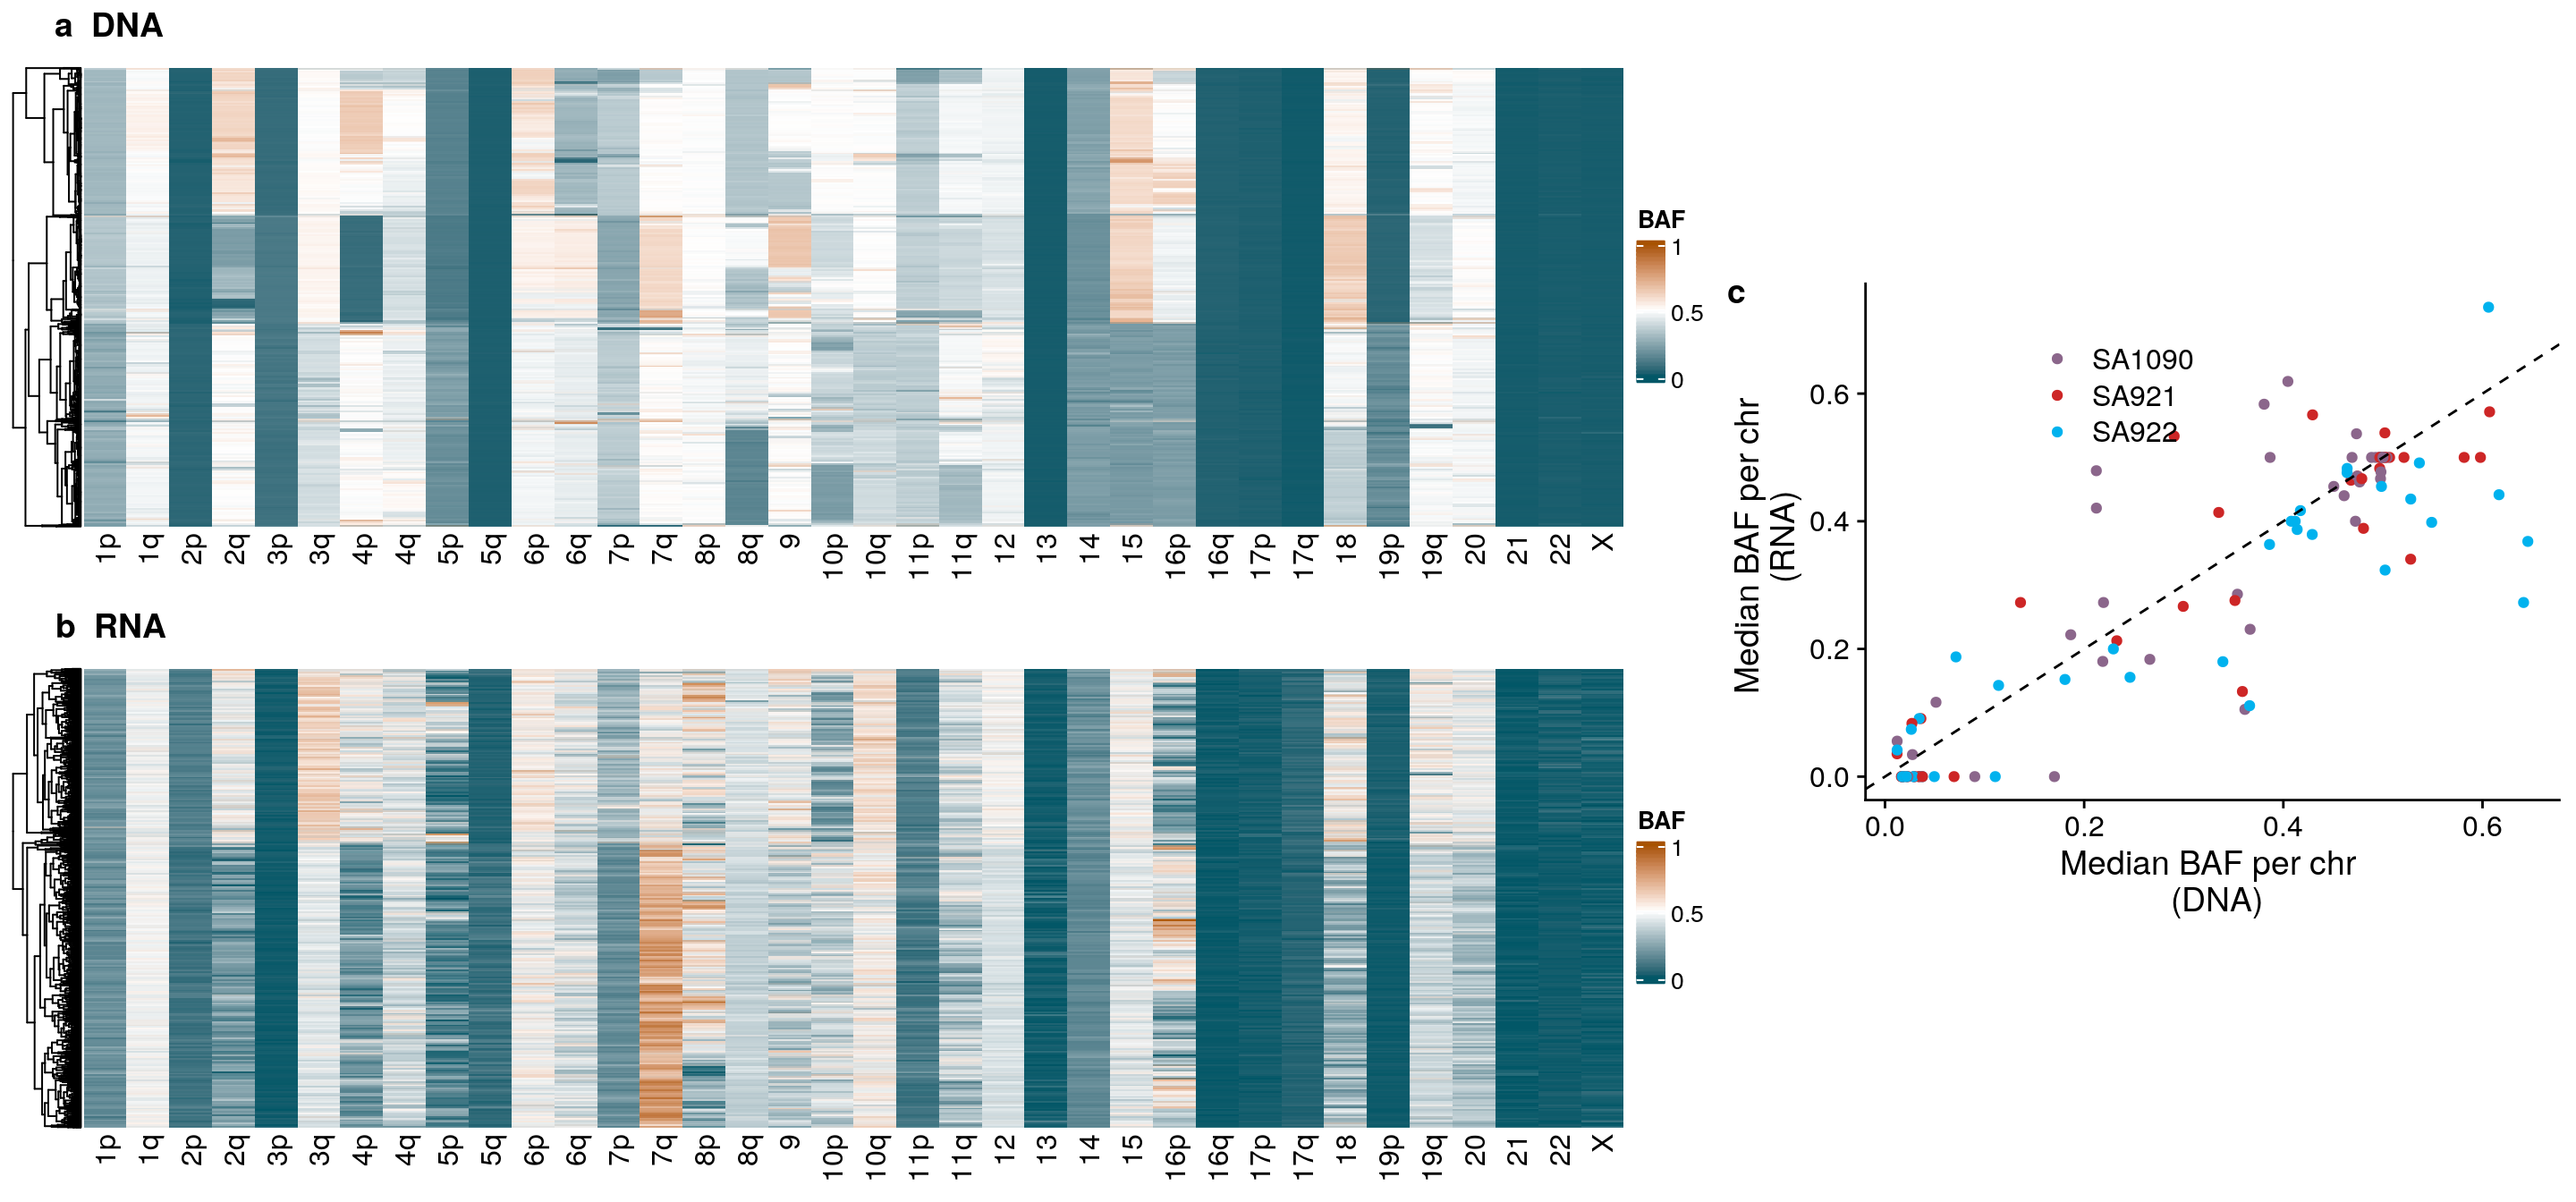 a DNA
1p 1q 2p 2q 3p 3q 4p 4q 5p 5q 6p 6q 7p 7q 8p 8q 9 10p 10q 11p 11q 12 13 14 15 16p 16q 17p 17q 18 19p 19q 20 21 22 X
BAF
1
0.5
0
b RNA
1p 1q 2p 2q 3p 3q 4p 4q 5p 5q 6p 6q 7p 7q 8p 8q 9 10p 10q 11p 11q 12 13 14 15 16p 16q 17p 17q 18 19p 19q 20 21 22 X
BAF
1
0.5
0
c
SA1090
SA921
SA922
Median BAF per chr
(RNA)
0.6
0.4
0.2
0.0
0.0 0.2 0.4 0.6
Median BAF per chr
(DNA)